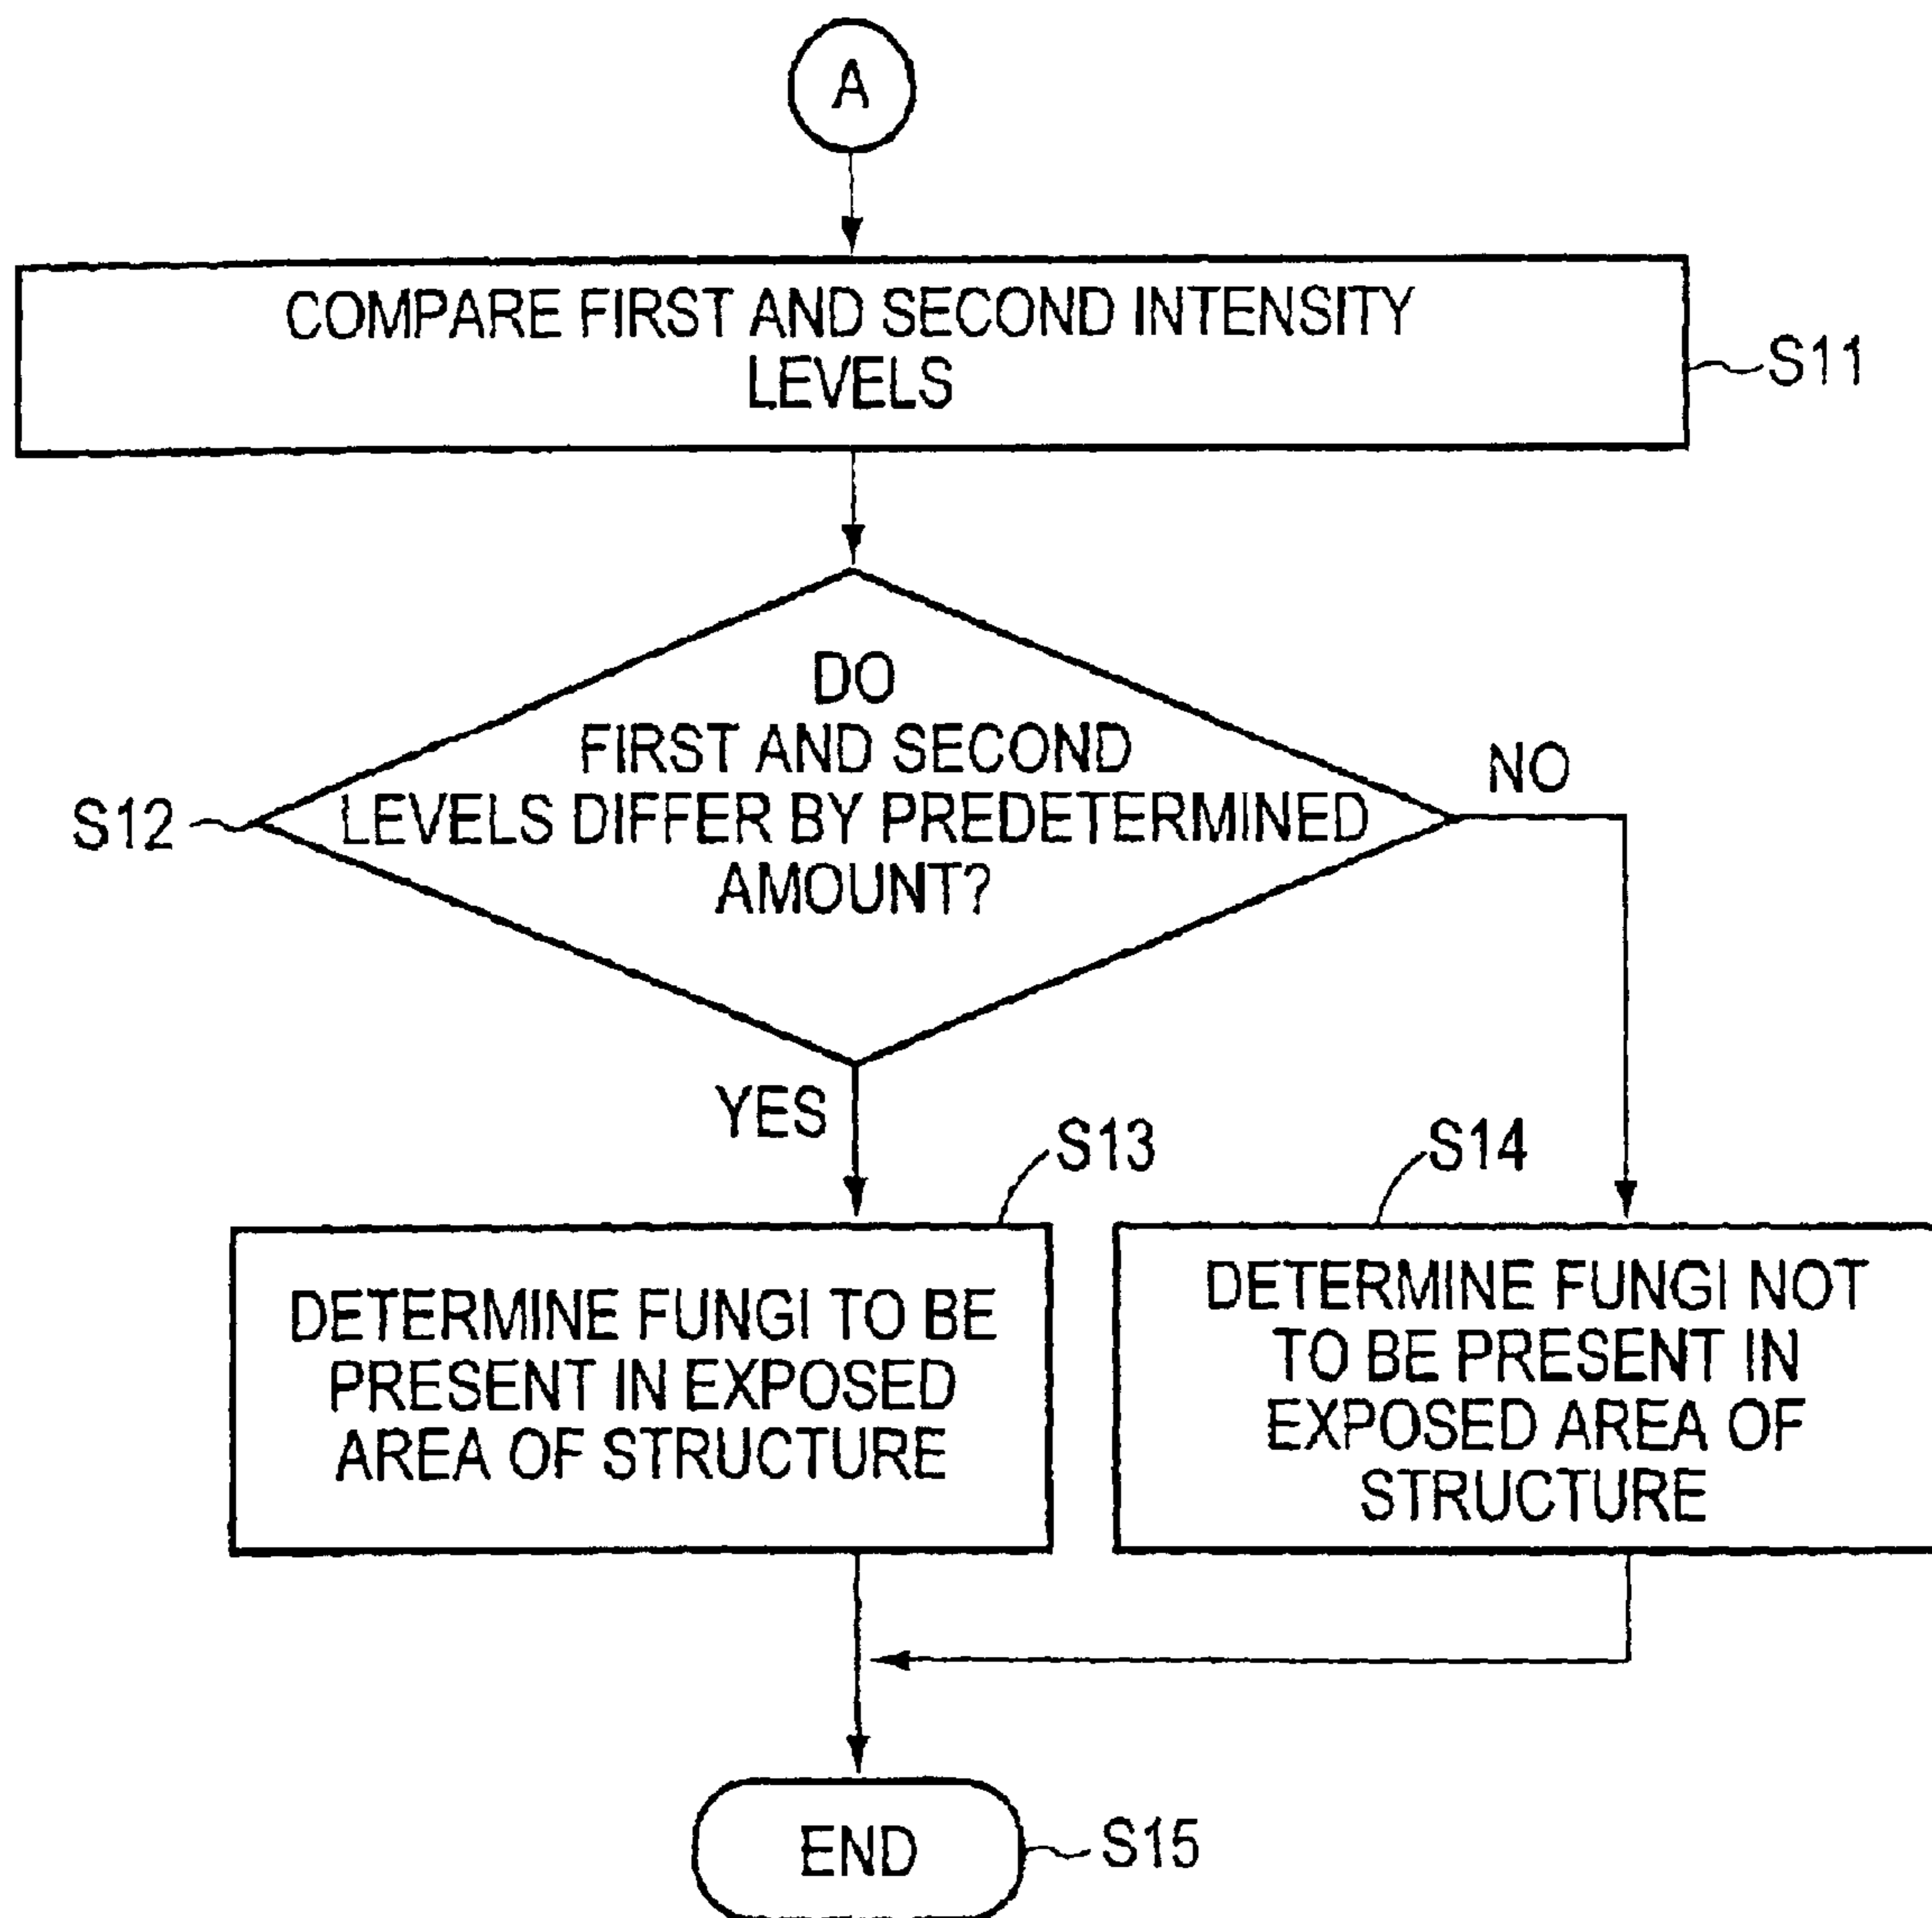 A
COMPARE FIRST AND SECOND INTENSITY
LEVELS
S11
DO
FIRST AND SECOND
LEVELS DIFFER BY PREDETERMINED
AMOUNT?
S12
NO
YES
S13
DETERMINE FUNGI TO BE
PRESENT IN EXPOSED
AREA OF STRUCTURE
S14
DETERMINE FUNGI NOT
TO BE PRESENT IN
EXPOSED AREA OF
STRUCTURE
END
S15